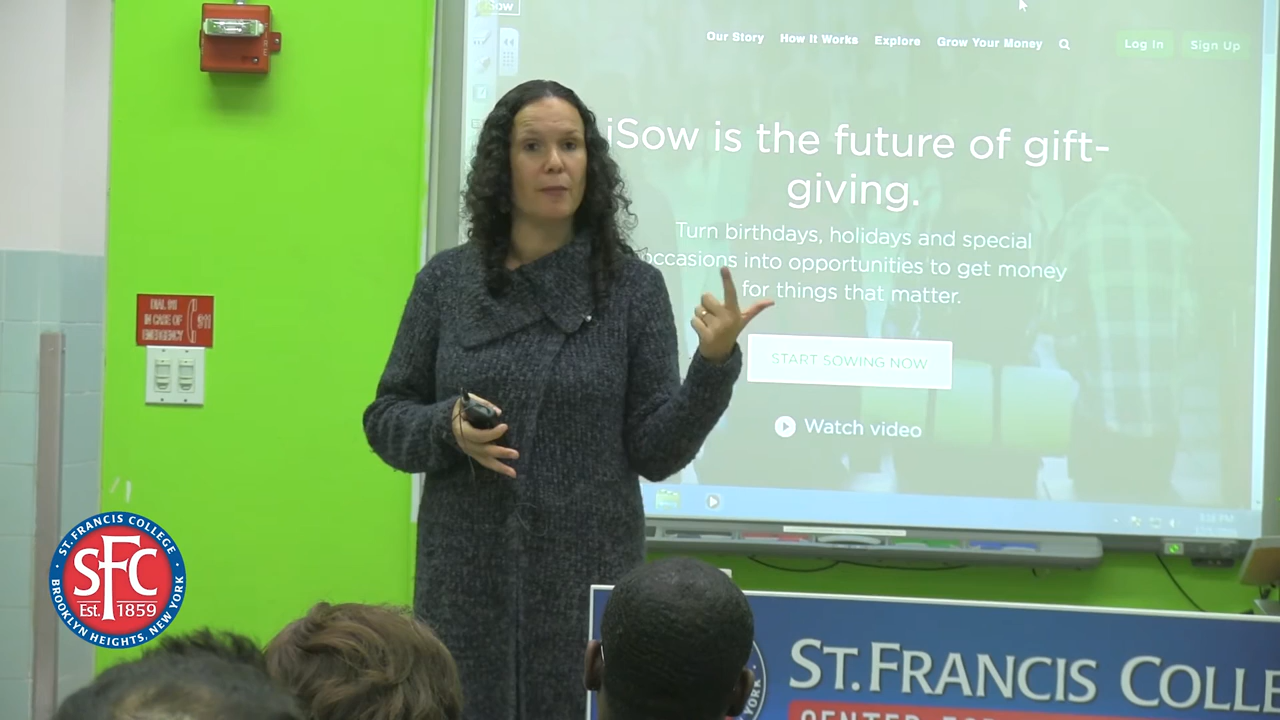 Our Story How It Works Explore Grow Your Money Log In Sign Up
iSow is the future of gift-
giving.
Turn birthdays, holidays and special
occasions into opportunities to get money
for things that matter.
START SOWING NOW
Watch video
DIAL 911
IN CASE OF
EMERGENCY
911
ST. FRANCIS COLLEGE
SFC
Est. 1859
BROOKLYN HEIGHTS, NEW YORK
ST. FRANCIS COLLE